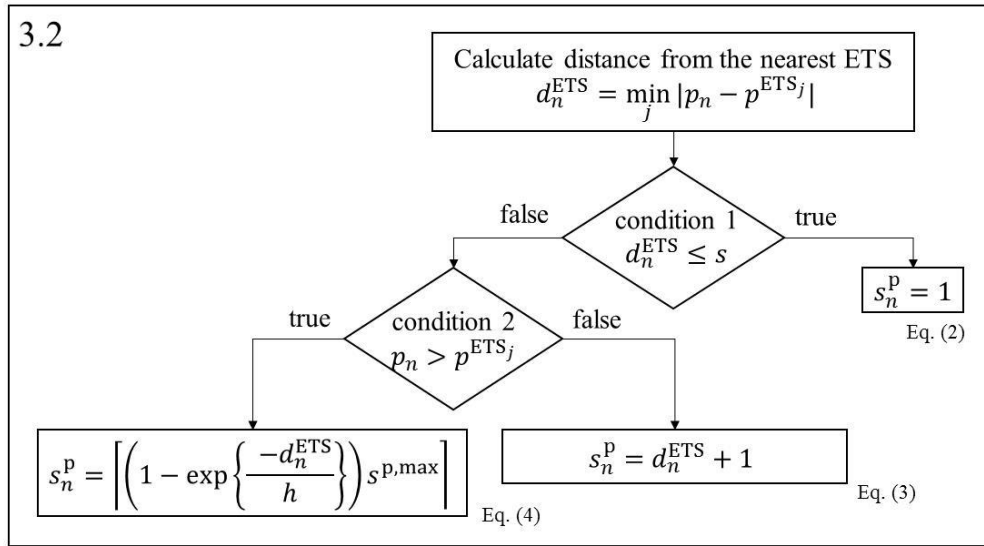 3.2
Calculate distance from the nearest ETS
d_n^ETS = min_j |p_n − p^{ETS_j}|
false
condition 1
true
d_n^ETS ≤ s
s_n^p = 1
Eq. (2)
true
condition 2
false
p_n > p^{ETS_j}
s_n^p = ⌈(1 − exp{−d_n^ETS / h}) s^{p,max}⌉
Eq. (4)
s_n^p = d_n^ETS + 1
Eq. (3)